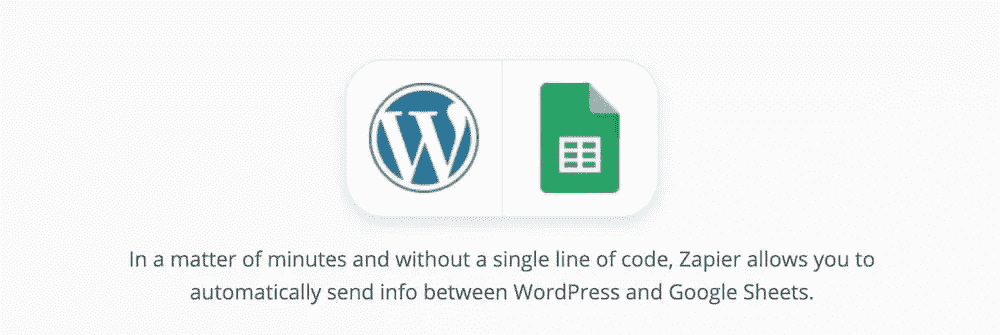 In a matter of minutes and without a single line of code, Zapier allows you to
automatically send info between WordPress and Google Sheets.